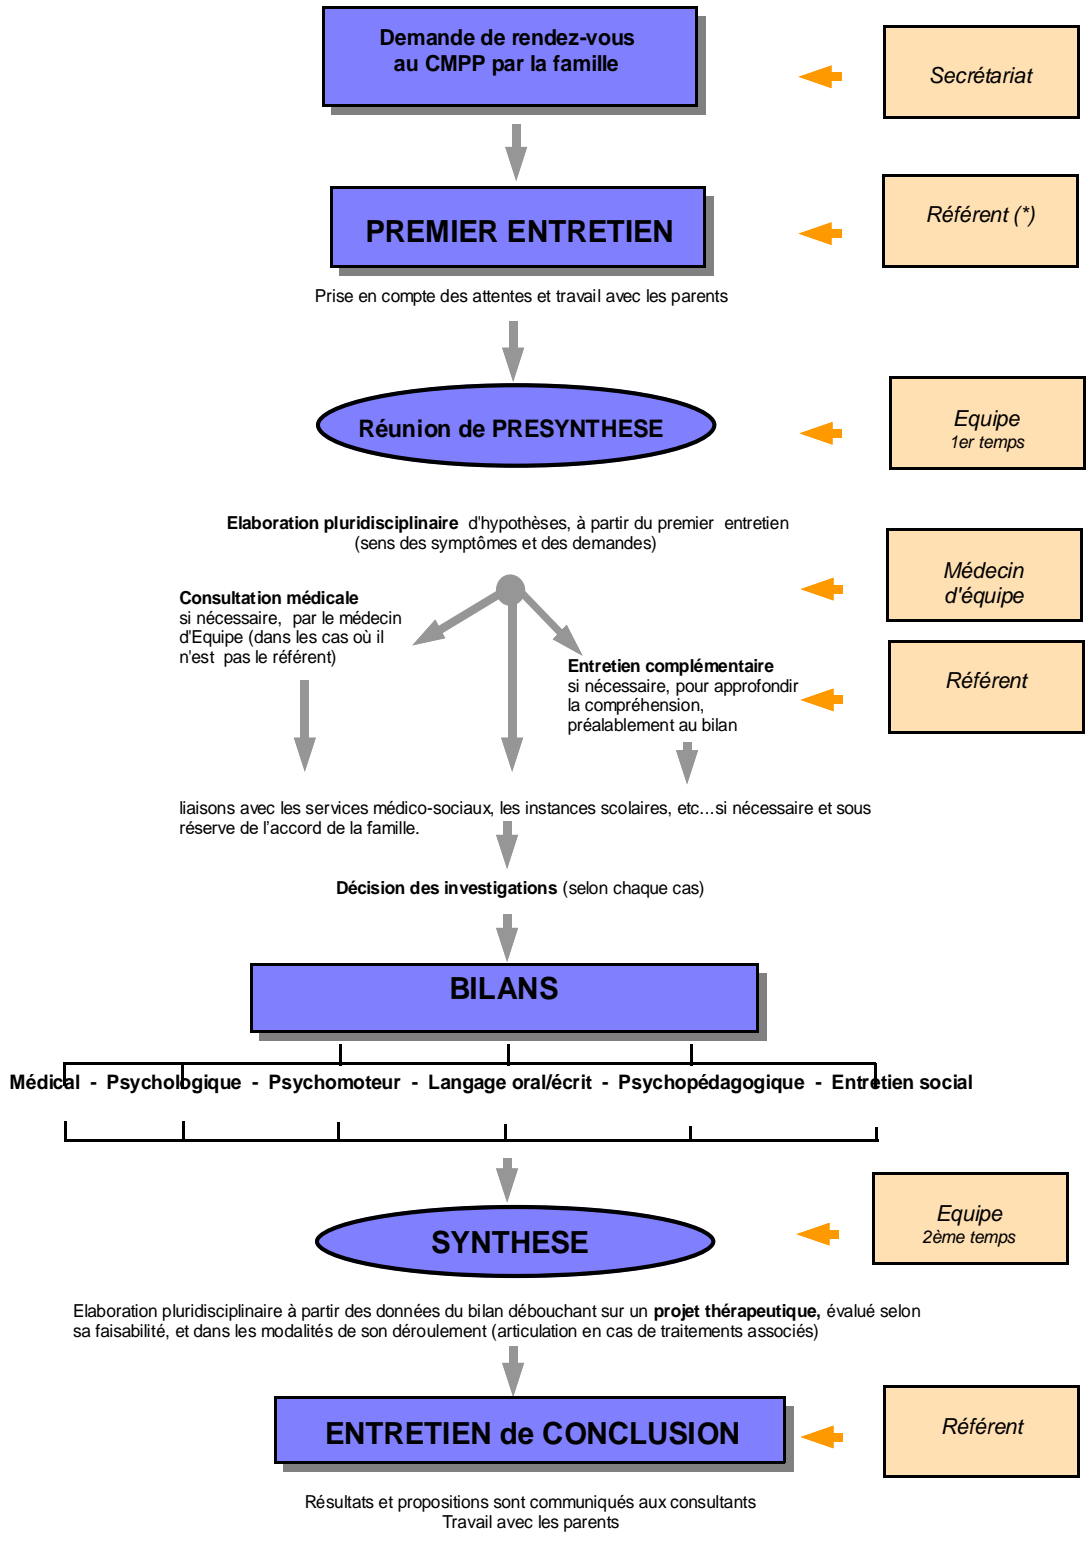 Demande de rendez-vous
au CMPP par la famille
Secrétariat
PREMIER ENTRETIEN
Référent (*)
Prise en compte des attentes et travail avec les parents
Réunion de PRESYNTHESE
Equipe
1er temps
Elaboration pluridisciplinaire d'hypothèses, à partir du premier entretien
(sens des symptômes et des demandes)
Médecin
d'équipe
Consultation médicale
si nécessaire, par le médecin
d'Equipe (dans les cas où il
n'est pas le référent)
Entretien complémentaire
si nécessaire, pour approfondir
la compréhension,
préalablement au bilan
Référent
liaisons avec les services médico-sociaux, les instances scolaires, etc...si nécessaire et sous
réserve de l'accord de la famille.
Décision des investigations (selon chaque cas)
BILANS
Médical - Psychologique - Psychomoteur - Langage oral/écrit - Psychopédagogique - Entretien social
SYNTHESE
Equipe
2ème temps
Elaboration pluridisciplinaire à partir des données du bilan débouchant sur un projet thérapeutique, évalué selon
sa faisabilité, et dans les modalités de son déroulement (articulation en cas de traitements associés)
ENTRETIEN de CONCLUSION
Référent
Résultats et propositions sont communiqués aux consultants
Travail avec les parents